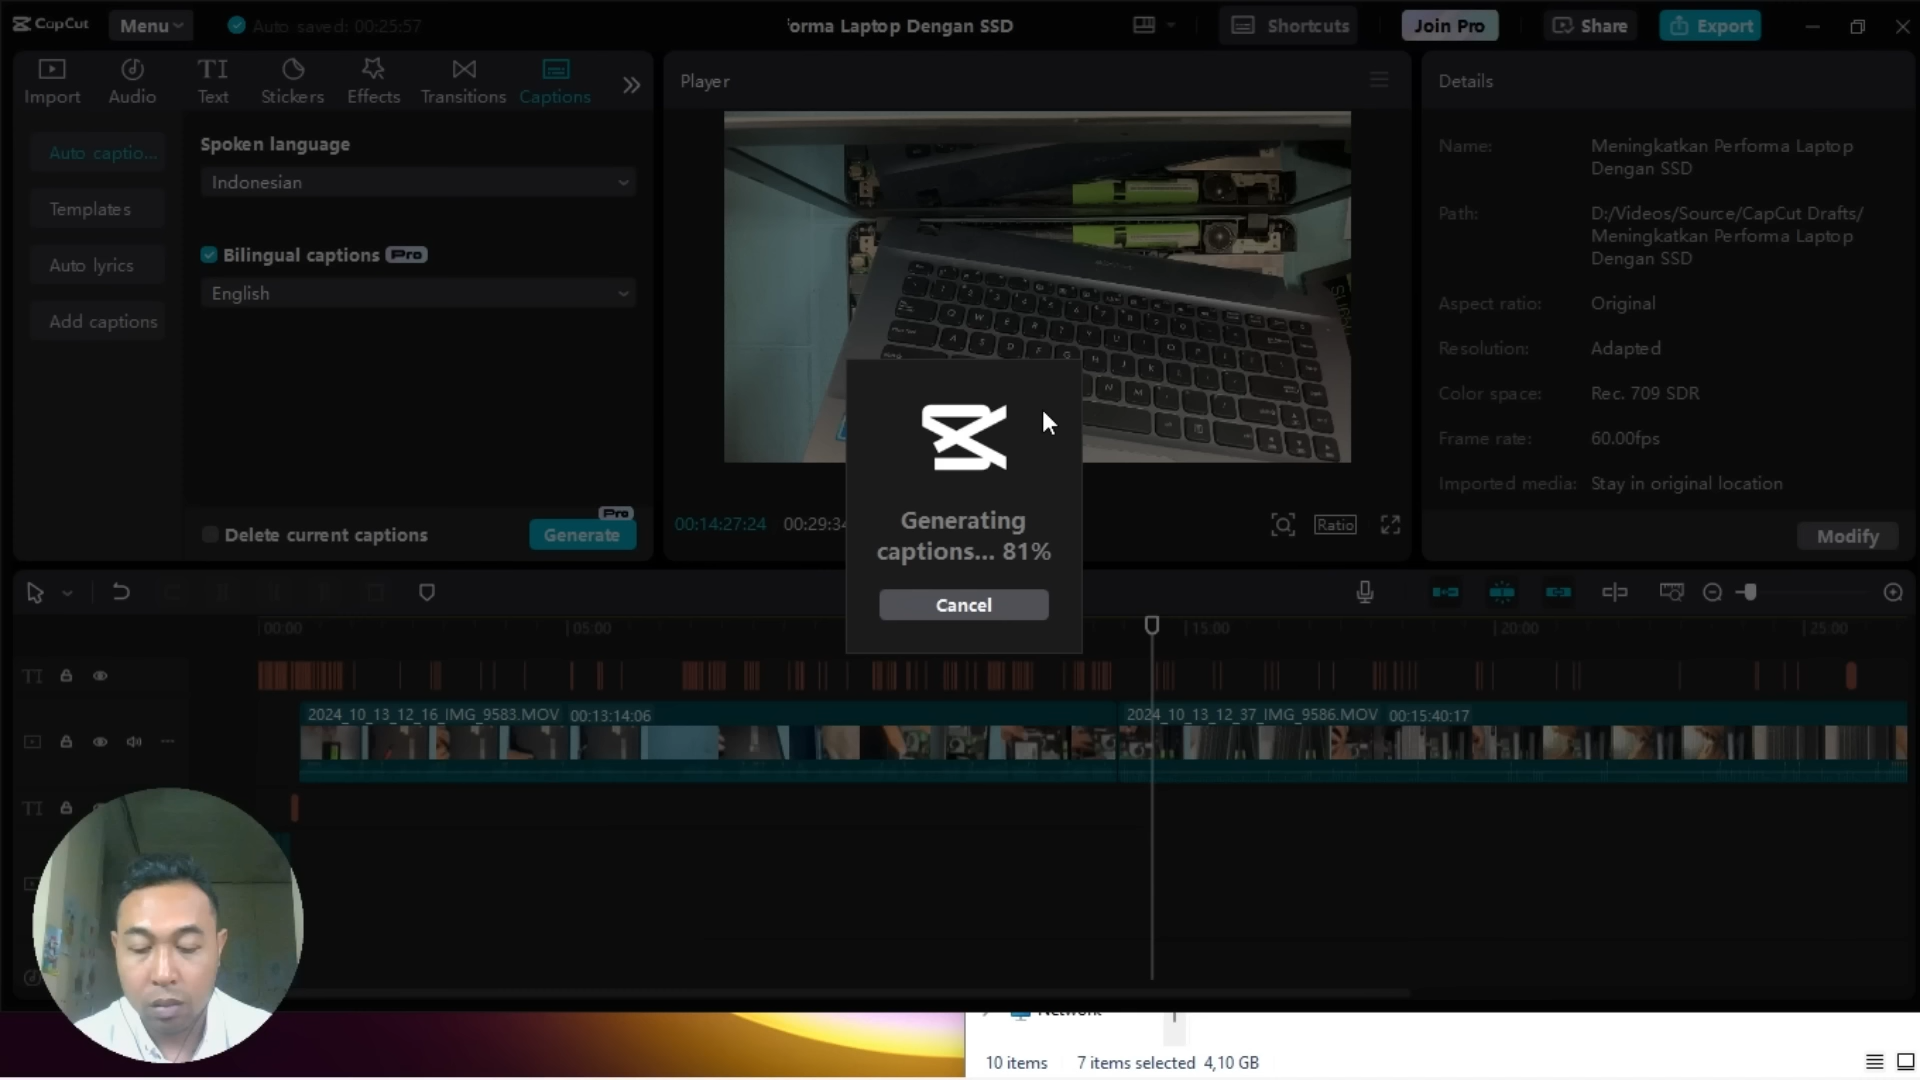 CapCut
Menu
Auto saved: 00:25:57
orma Laptop Dengan SSD
Shortcuts
Join Pro
Share
Export
Import
Audio
Text
Stickers
Effects
Transitions
Captions
Player
Details
Auto captio...
Templates
Auto lyrics
Add captions
Spoken language
Indonesian
Bilingual captions Pro
English
Delete current captions
Pro
Generate
00:14:27:24
00:29:34
Ratio
Generating
captions... 81%
Cancel
Name:
Meningkatkan Performa Laptop
Dengan SSD
Path:
D:/Videos/Source/CapCut Drafts/
Meningkatkan Performa Laptop
Dengan SSD
Aspect ratio:
Original
Resolution:
Adapted
Color space:
Rec. 709 SDR
Frame rate:
60.00fps
Imported media:
Stay in original location
Modify
00:00
05:00
15:00
20:00
25:00
2024_10_13_12_16_IMG_9583.MOV 00:13:14:06
2024_10_13_12_37_IMG_9586.MOV 00:15:40:17
Network
10 items
7 items selected 4,10 GB